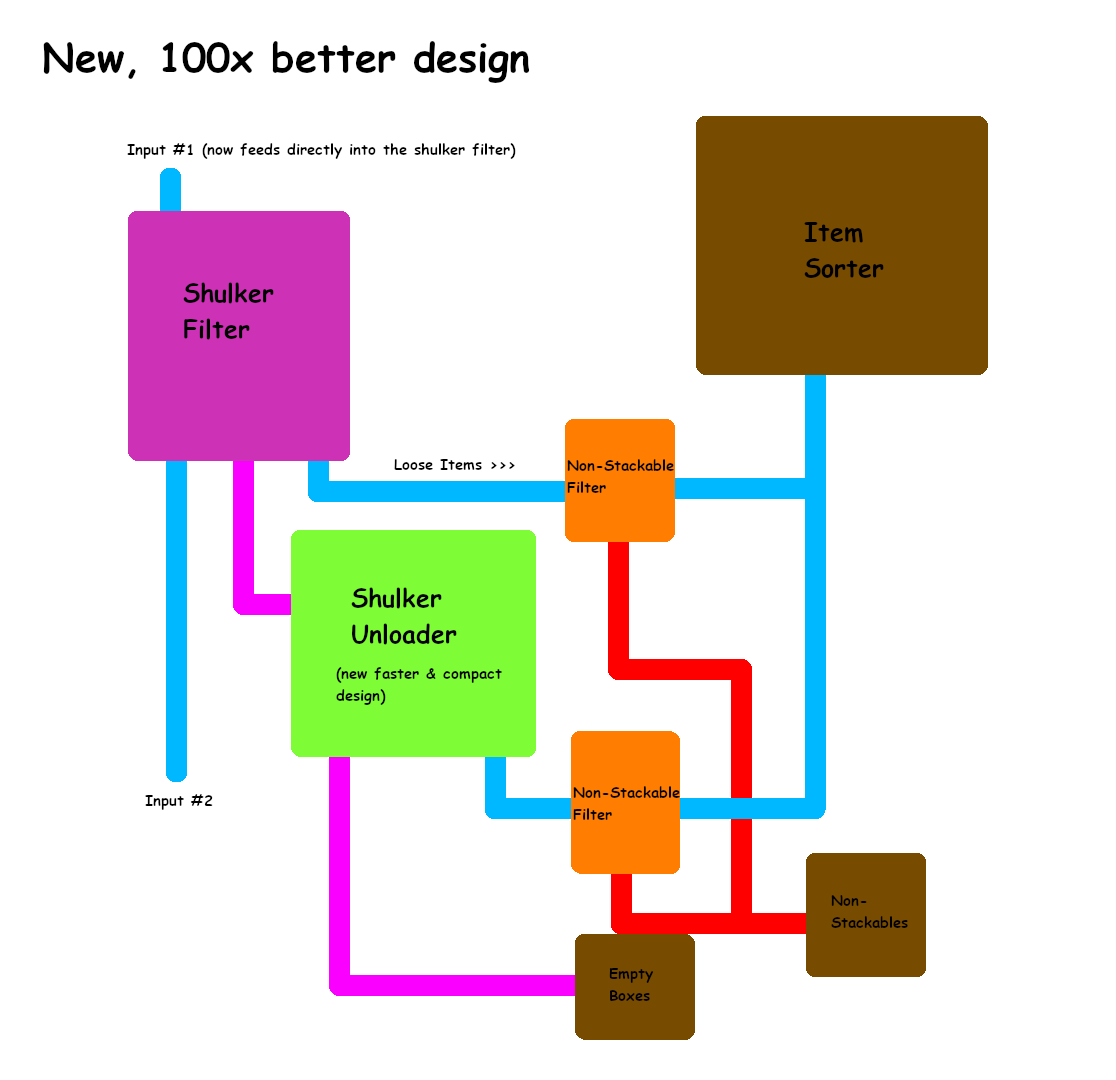 New, 100x better design
Input #1 (now feeds directly into the shulker filter)
Shulker
Filter
Item
Sorter
Loose Items >>>
Non-Stackable
Filter
Shulker
Unloader
(new faster & compact
design)
Non-Stackable
Filter
Input #2
Non-
Stackables
Empty
Boxes